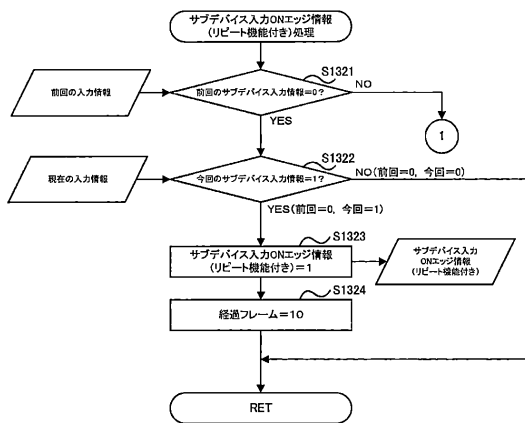 サブデバイス入力ONエッジ情報
(リピート機能付き)処理
S1321
前回の入力情報
前回のサブデバイス入力情報=0?
NO
YES
1
S1322
現在の入力情報
今回のサブデバイス入力情報=1?
NO(前回=0, 今回=0)
YES(前回=0, 今回=1)
S1323
サブデバイス入力ONエッジ情報
(リピート機能付き)=1
サブデバイス入力
ONエッジ情報
(リピート機能付き)
S1324
経過フレーム=10
RET